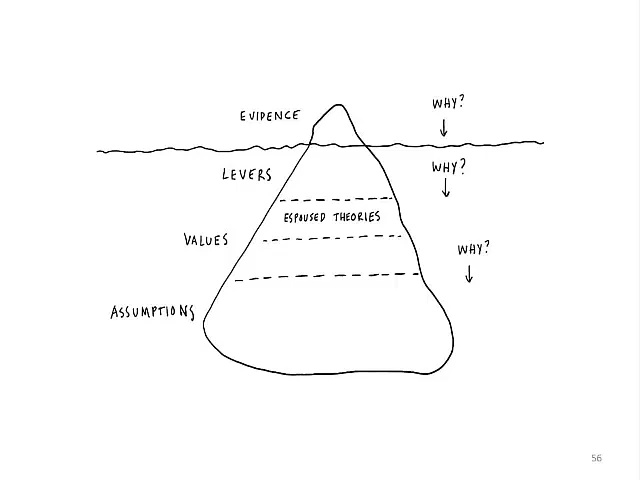 EVIDENCE
WHY?
LEVERS
WHY?
ESPOUSED THEORIES
VALUES
WHY?
ASSUMPTIONS
56